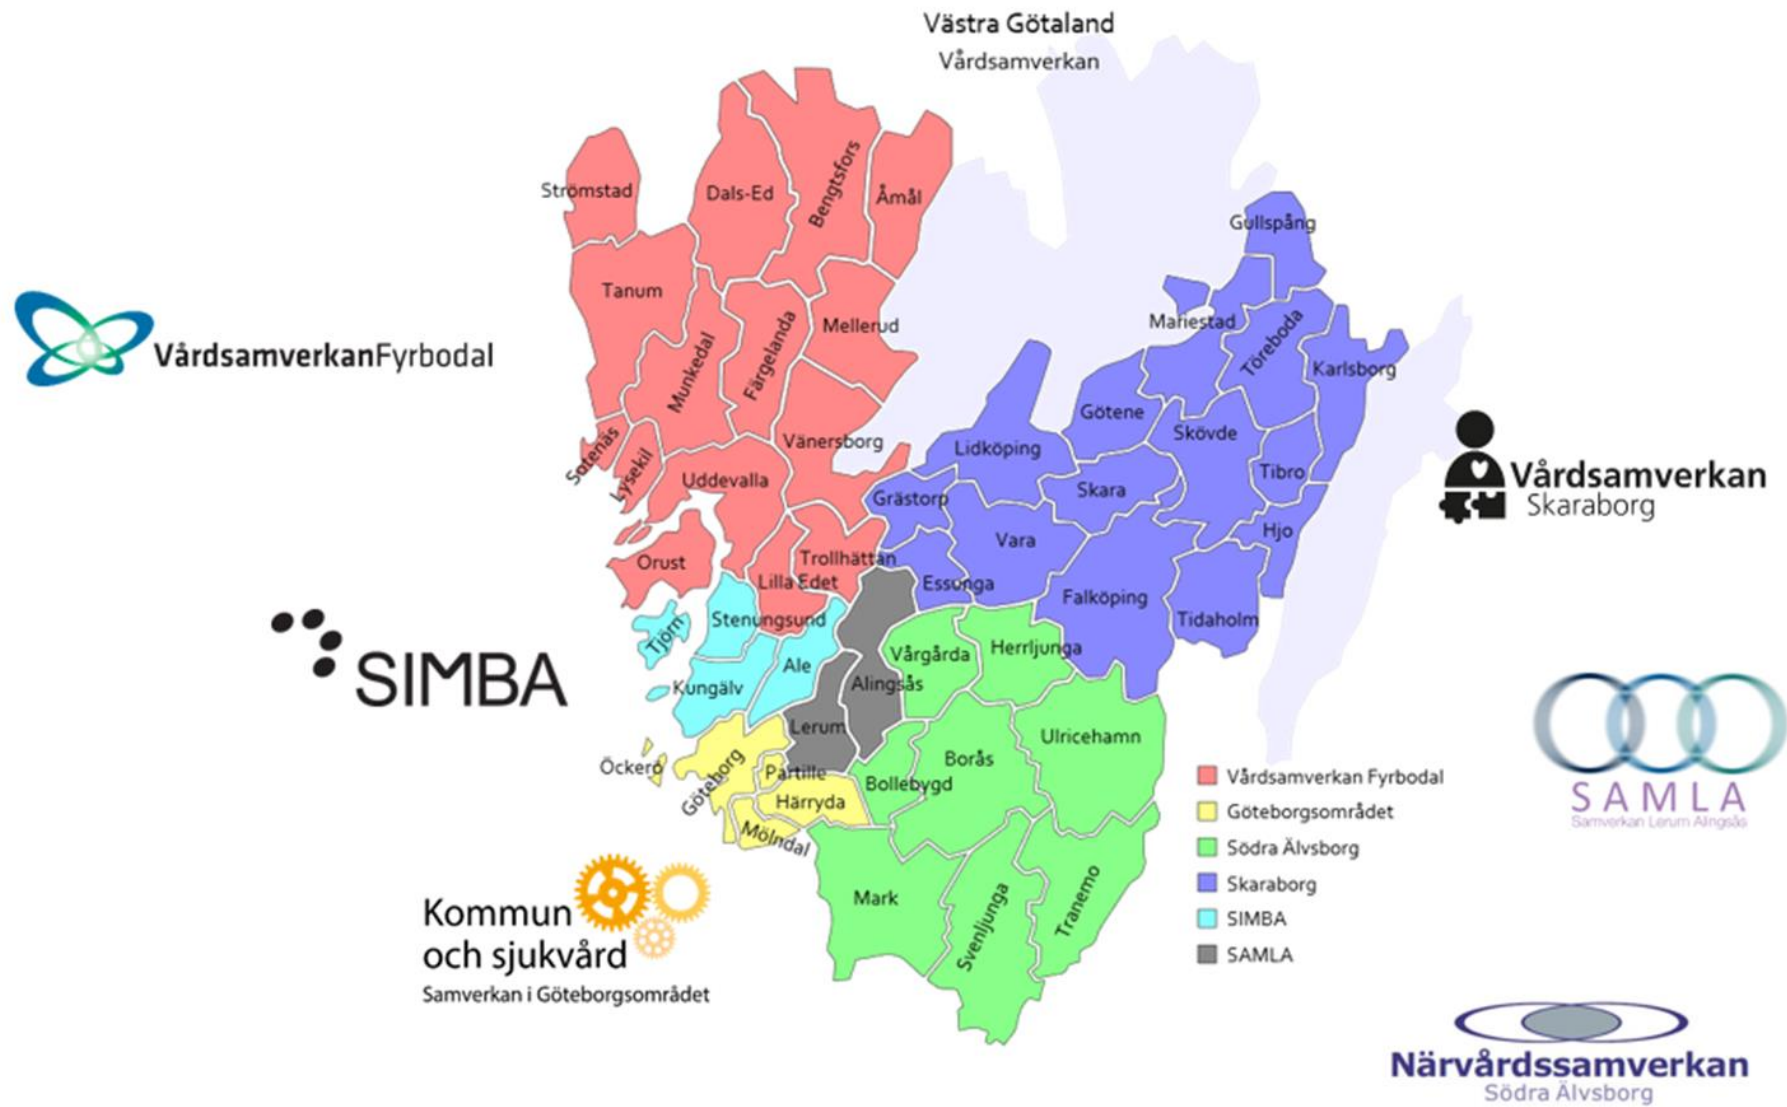 Västra Götaland
Vårdsamverkan
Strömstad
Dals-Ed
Bengtsfors
Åmål
Gullspång
Tanum
Munkedal
Färgelanda
Mellerud
Mariestad
Töreboda
Karlsborg
VårdsamverkanFyrbodal
Sotenäs
Lysekil
Vänersborg
Uddevalla
Lidköping
Götene
Skövde
Tibro
Skara
Grästorp
Vårdsamverkan
Skaraborg
Orust
Trollhättan
Lilla Edet
Vara
Essunga
Falköping
Hjo
Tidaholm
Stenungsund
Tjörn
SIMBA
Ale
Kungälv
Alingsås
Vårgårda
Herrljunga
Lerum
Öckerö
Göteborg
Partille
Härryda
Mölndal
Bollebygd
Borås
Ulricehamn
Mark
Svenljunga
Tranemo
Vårdsamverkan Fyrbodal
Göteborgsområdet
Södra Älvsborg
Skaraborg
SIMBA
SAMLA
SAMLA
Samverkan Lerum Alingsås
Kommun
och sjukvård
Samverkan i Göteborgsområdet
Närvårdssamverkan
Södra Älvsborg